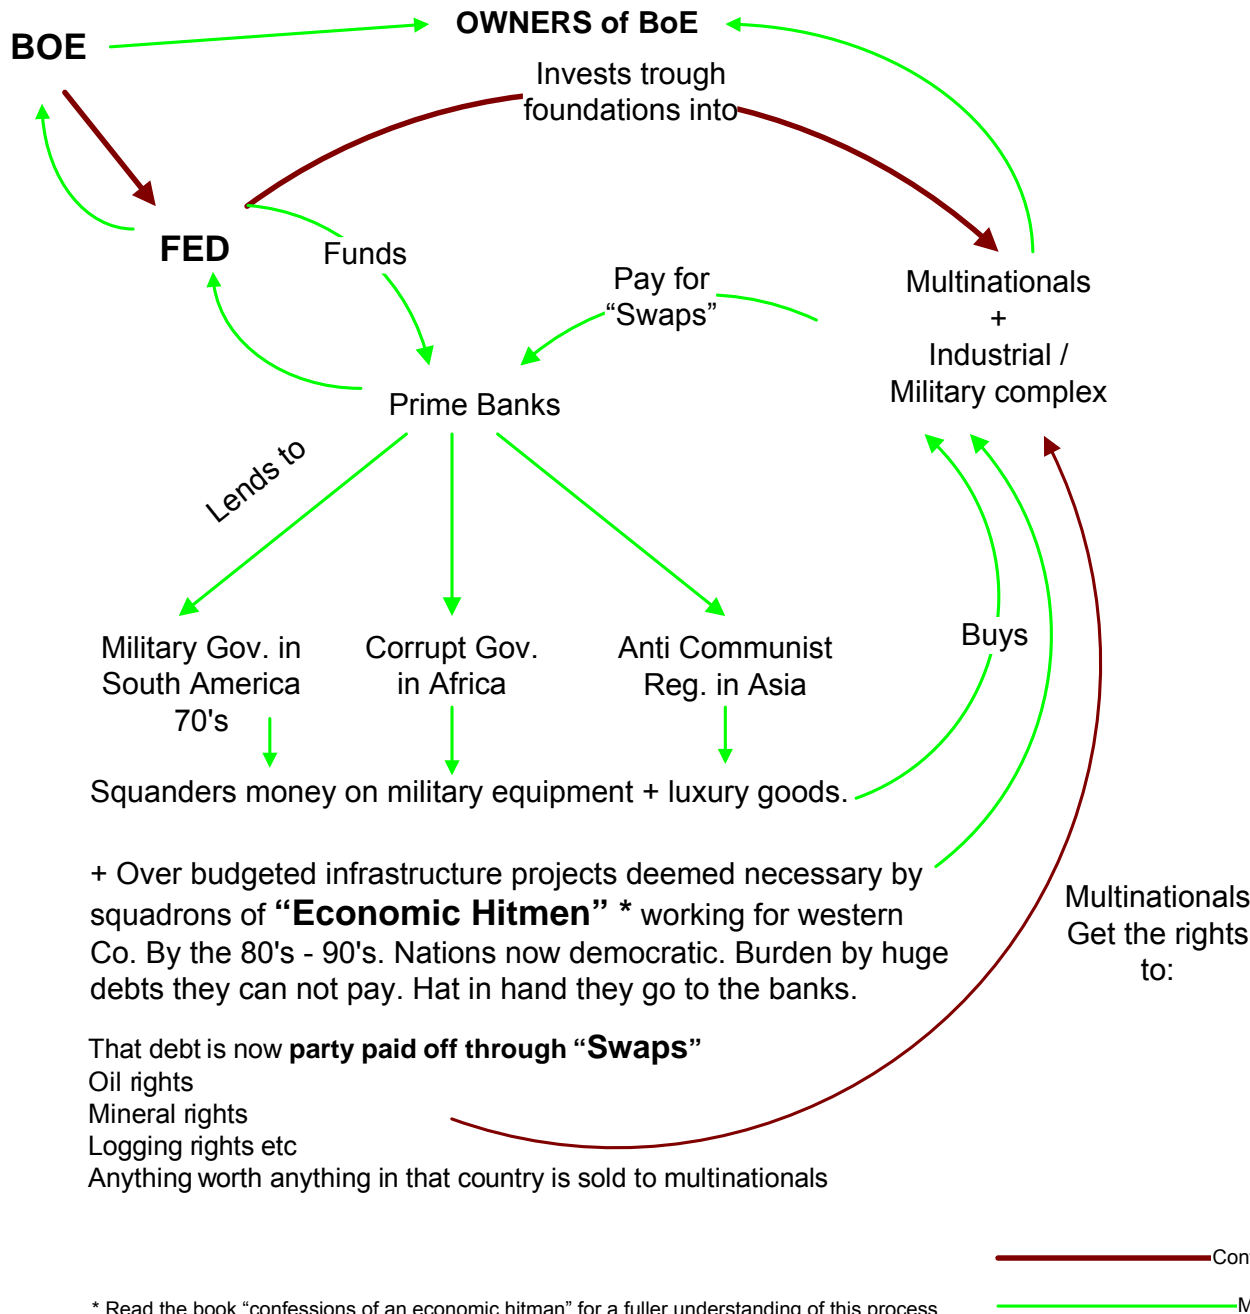 OWNERS of BoE
BOE
Invests trough
foundations into
FED
Funds
Pay for
“Swaps”
Multinationals
+
Industrial /
Military complex
Prime Banks
Lends to
Military Gov. in
South America
70's
Corrupt Gov.
in Africa
Anti Communist
Reg. in Asia
Buys
Squanders money on military equipment + luxury goods.
+ Over budgeted infrastructure projects deemed necessary by
squadrons of “Economic Hitmen” * working for western
Co. By the 80's - 90's. Nations now democratic. Burden by huge
debts they can not pay. Hat in hand they go to the banks.
Multinationals
Get the rights
to:
That debt is now party paid off through “Swaps”
Oil rights
Mineral rights
Logging rights etc
Anything worth anything in that country is sold to multinationals
* Read the book “confessions of an economic hitman” for a fuller understanding of this process